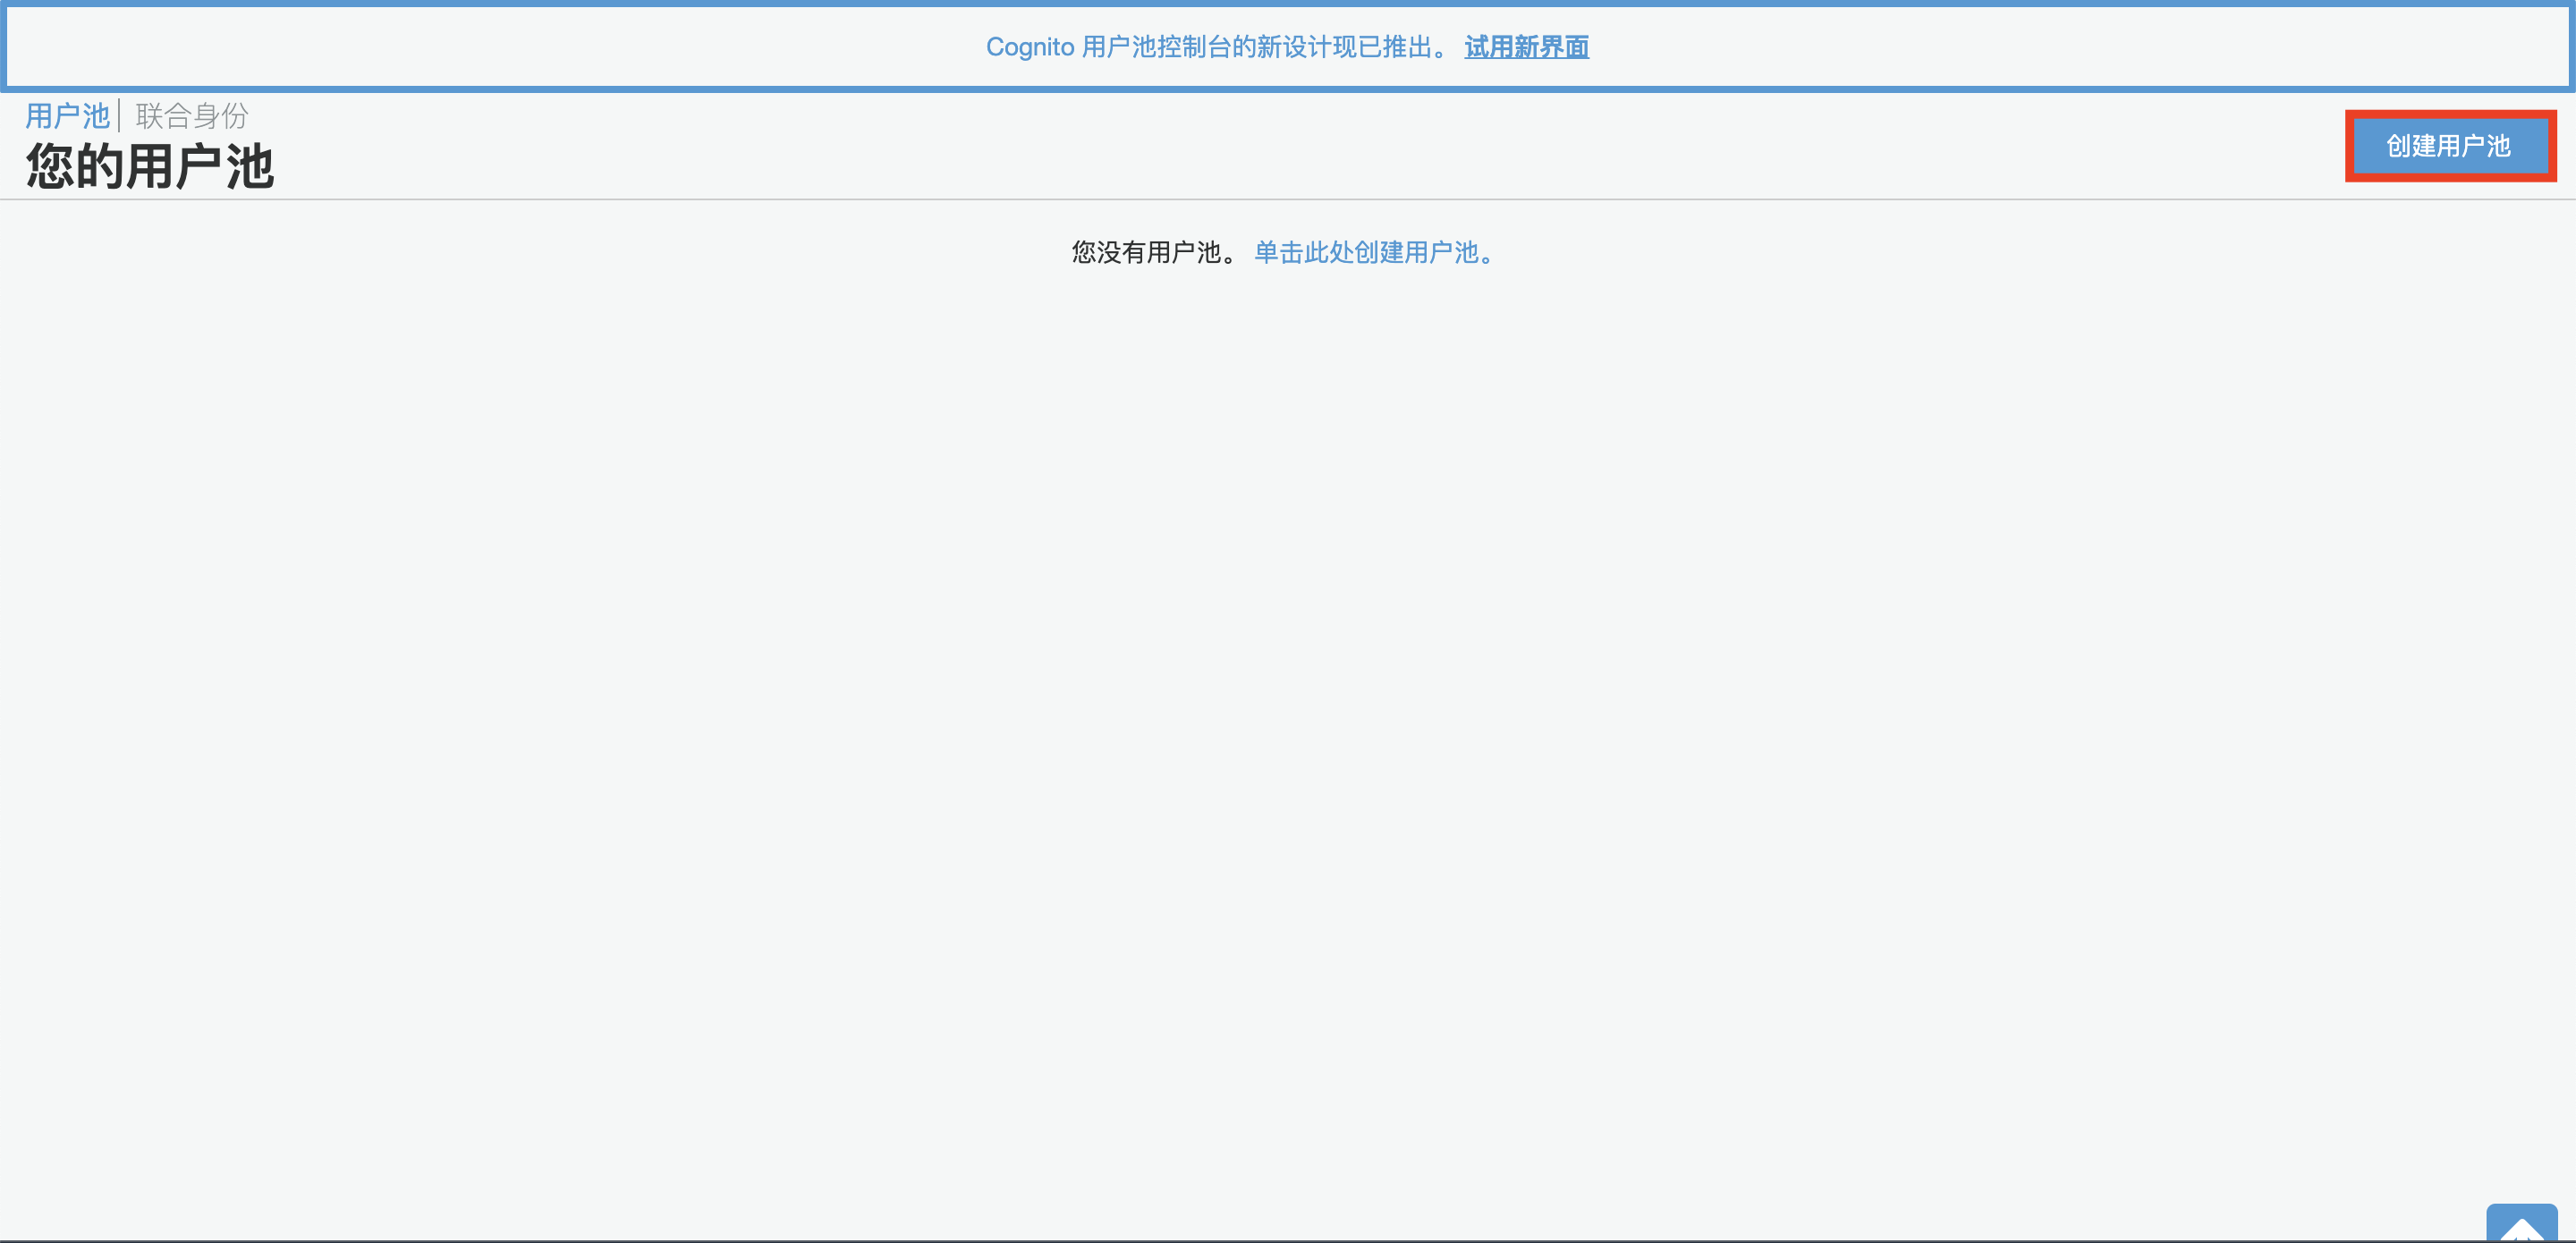 Cognito 用户池控制台的新设计现已推出。 试用新界面
用户池 | 联合身份
您的用户池
创建用户池
您没有用户池。 单击此处创建用户池。